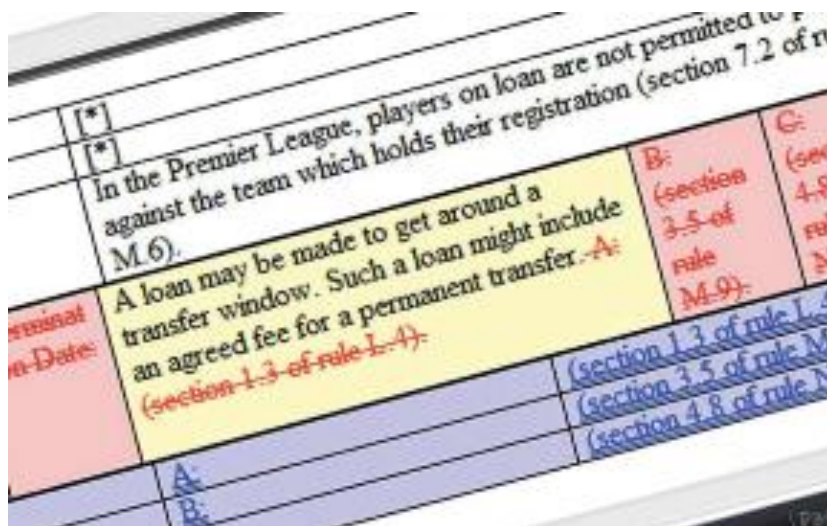 [*]
[*]
In the Premier League, players on loan are not permitted to
against the team which holds their registration (section 7.2 of
M.6).
A loan may be made to get around a
transfer window. Such a loan might include
an agreed fee for a permanent transfer. A:
(section 1.3 of rule L.4).
n Date:
B:
(section
3.5 of
rule
M.9).
C:
A:
B:
(section 1.3 of rule L.4
(section 3.5 of rule M
(section 4.8 of rule N